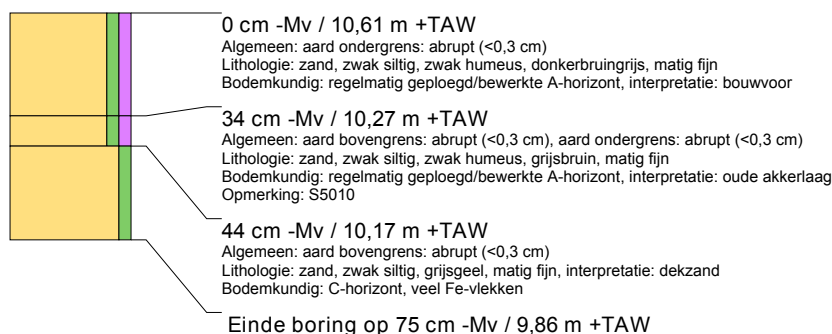 0 cm -Mv / 10,61 m +TAW
Algemeen: aard ondergrens: abrupt (<0,3 cm)
Lithologie: zand, zwak siltig, zwak humeus, donkerbruingrijs, matig fijn
Bodemkundig: regelmatig geploegd/bewerkte A-horizont, interpretatie: bouwvoor
34 cm -Mv / 10,27 m +TAW
Algemeen: aard bovengrens: abrupt (<0,3 cm), aard ondergrens: abrupt (<0,3 cm)
Lithologie: zand, zwak siltig, zwak humeus, grijsbruin, matig fijn
Bodemkundig: regelmatig geploegd/bewerkte A-horizont, interpretatie: oude akkerlaag
Opmerking: S5010
44 cm -Mv / 10,17 m +TAW
Algemeen: aard bovengrens: abrupt (<0,3 cm)
Lithologie: zand, zwak siltig, grijsgeel, matig fijn, interpretatie: dekzand
Bodemkundig: C-horizont, veel Fe-vlekken
Einde boring op 75 cm -Mv / 9,86 m +TAW